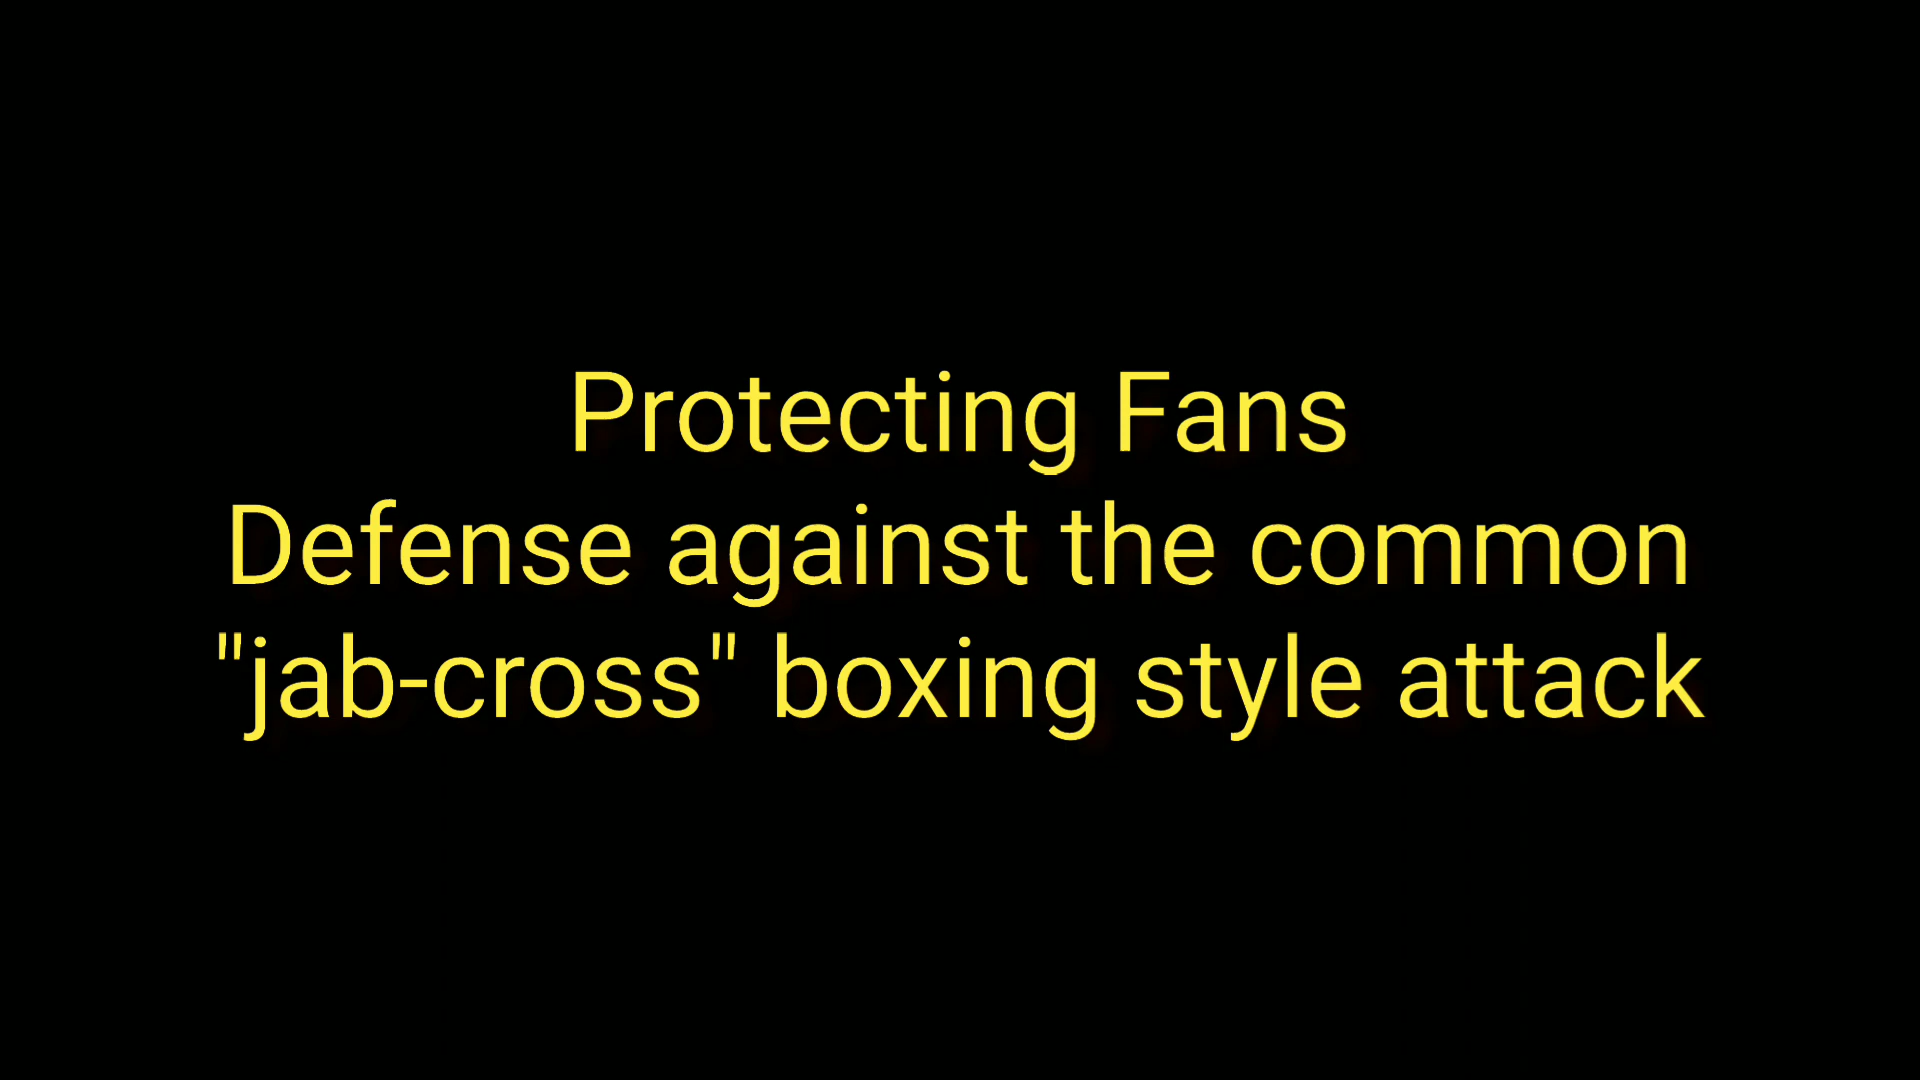 Protecting Fans
Defense against the common
"jab-cross" boxing style attack